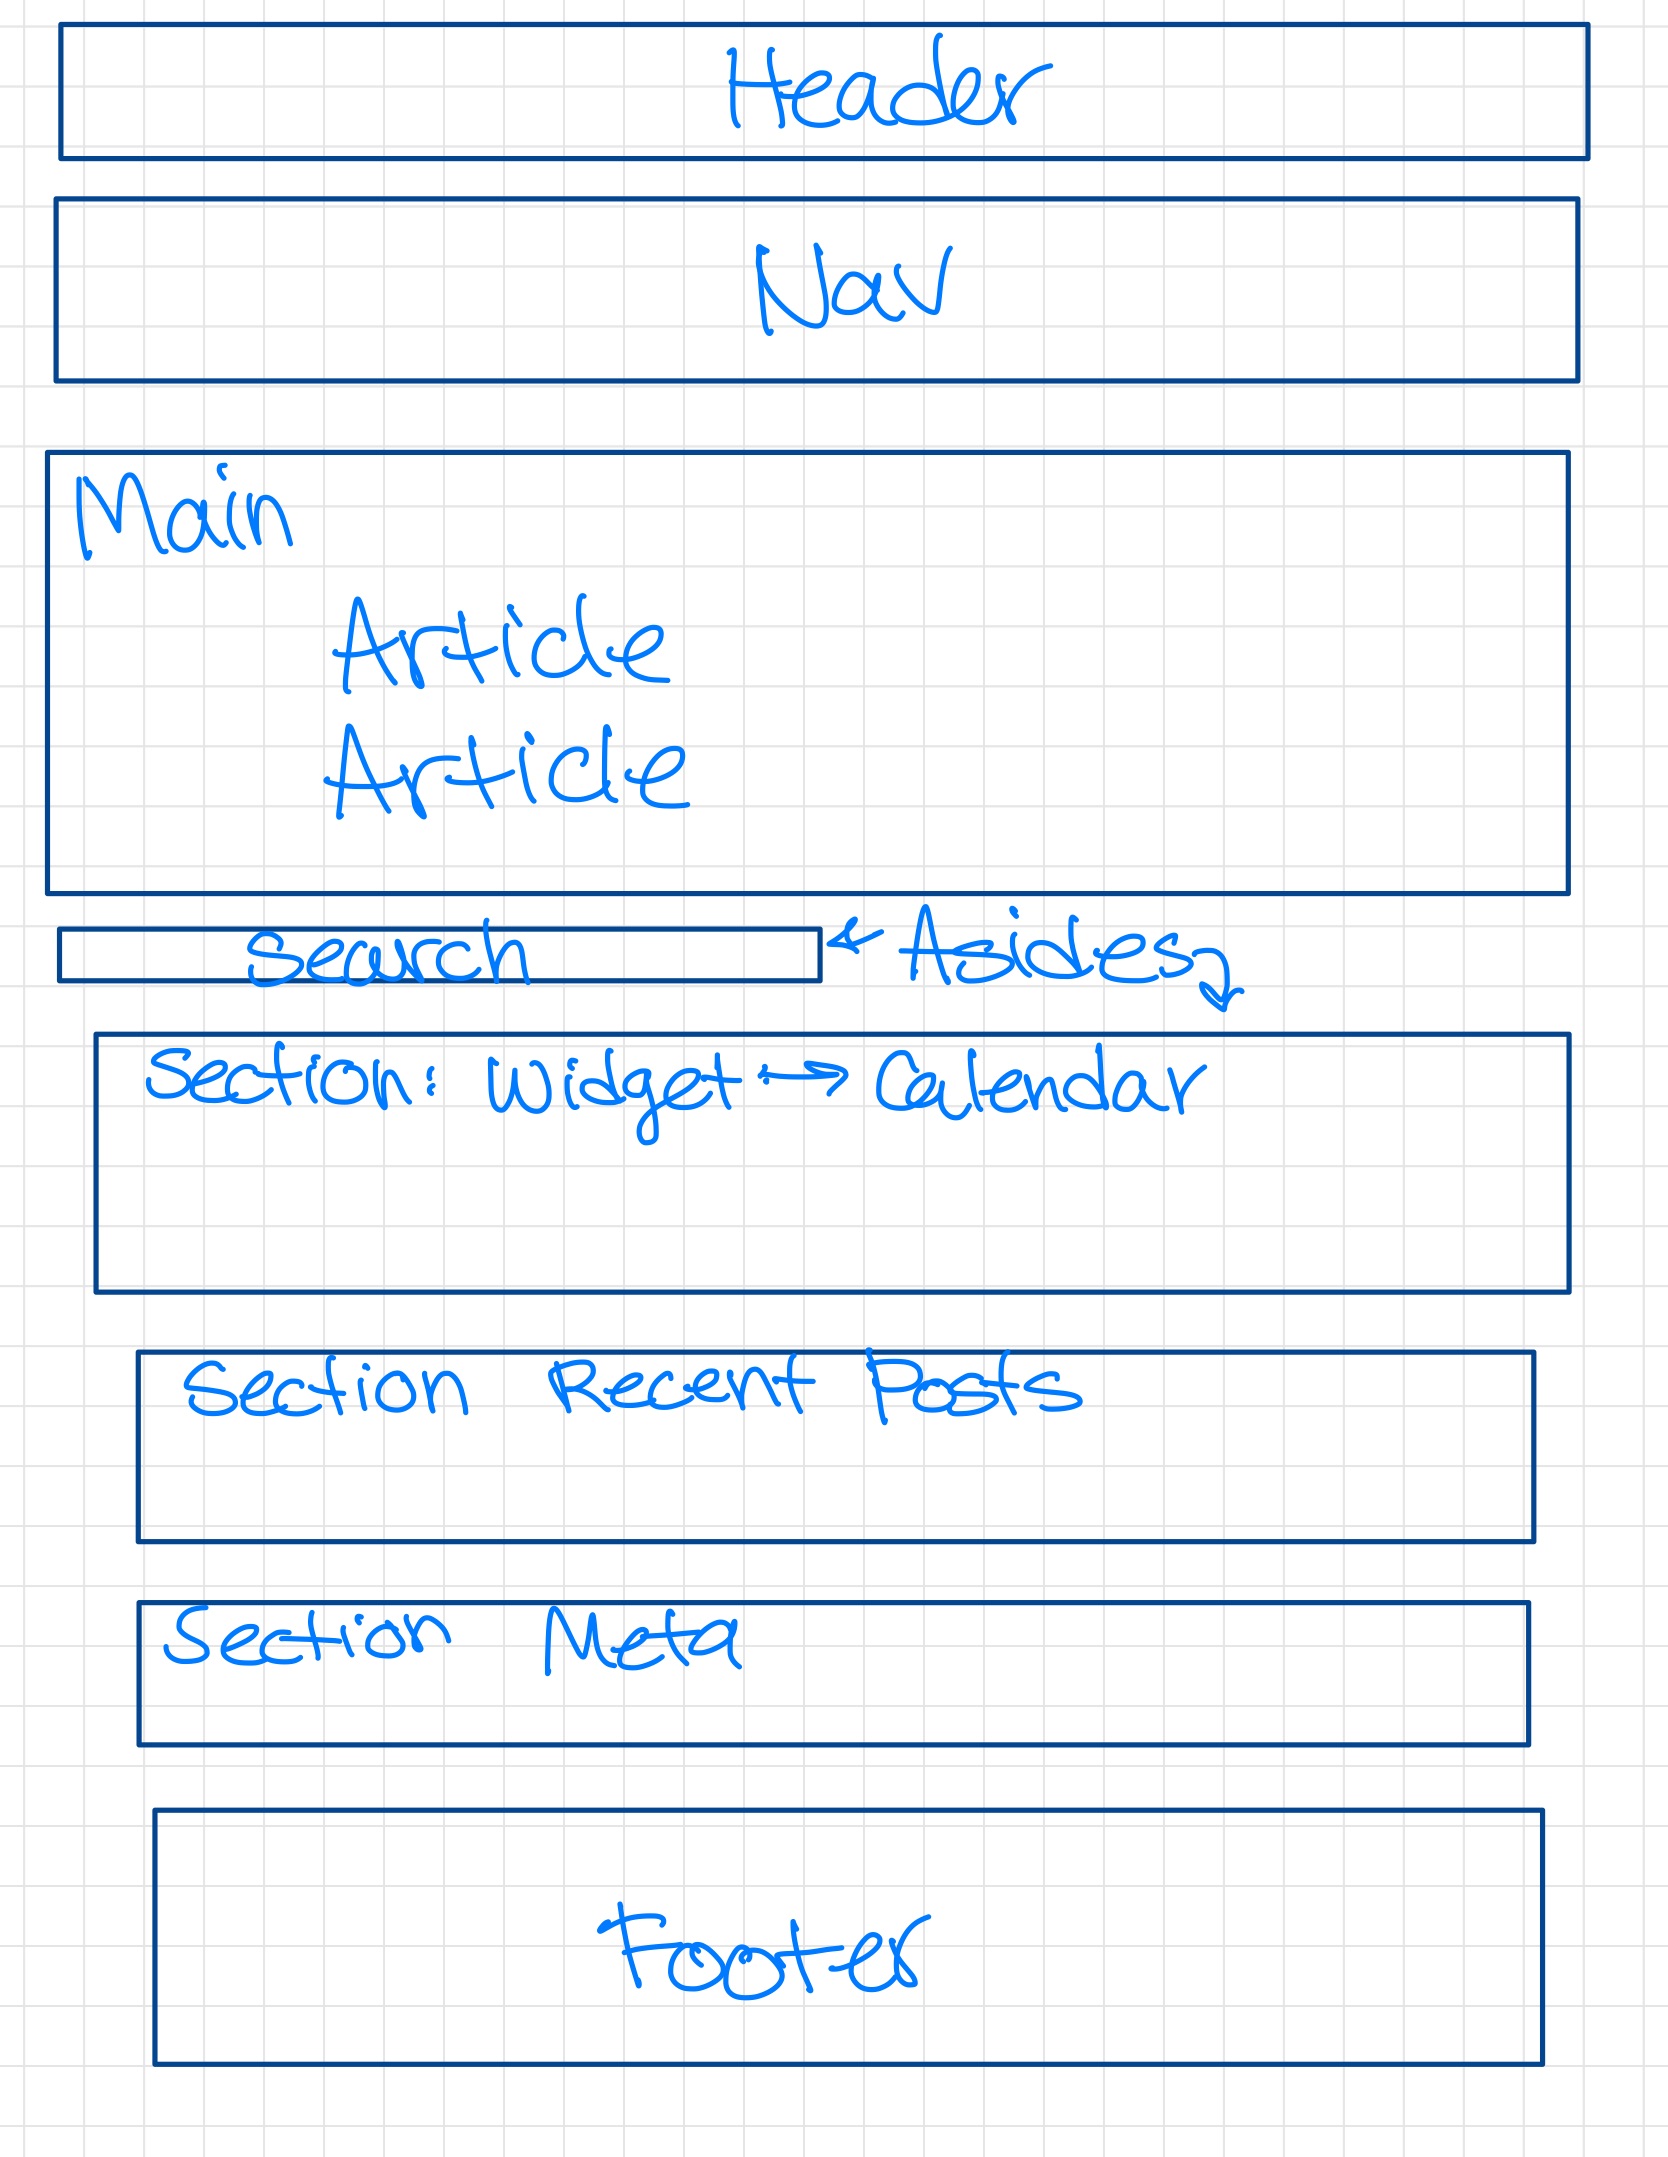 Header
Nav
Main
Article
Article
Search ← Asides
Section: Widget → Calendar
Section Recent Posts
Section Meta
Footer